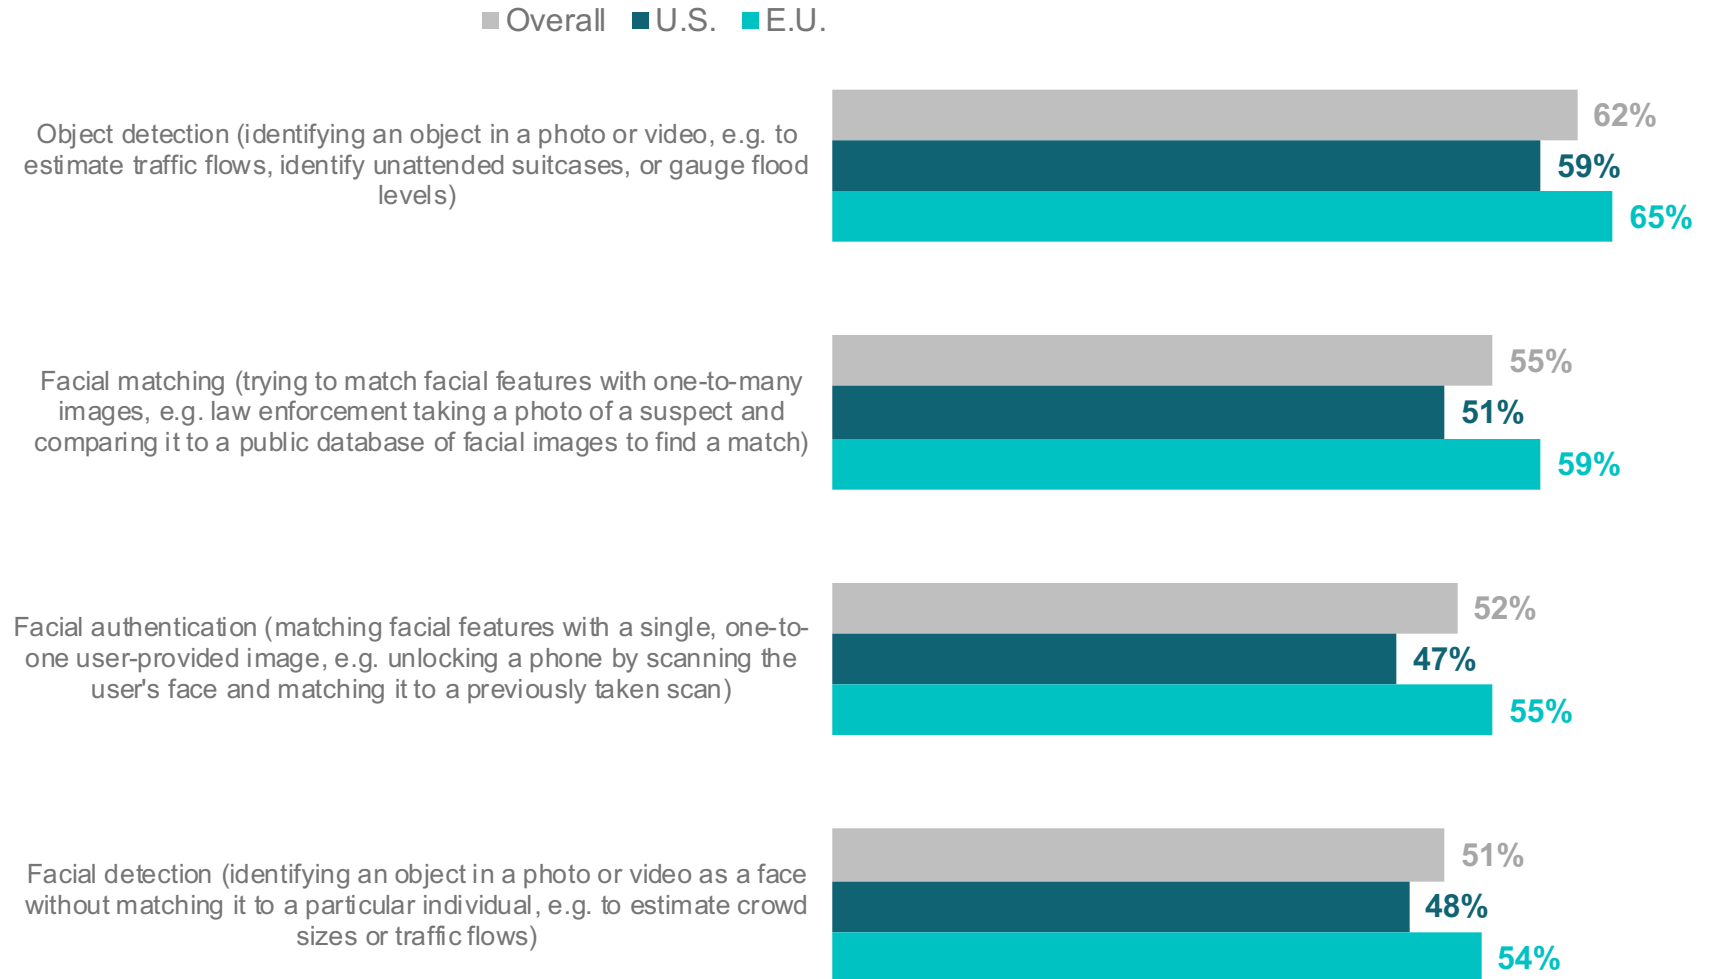 Overall U.S. E.U.
Object detection (identifying an object in a photo or video, e.g. to
estimate traffic flows, identify unattended suitcases, or gauge flood
levels)
62%
59%
65%
Facial matching (trying to match facial features with one-to-many
images, e.g. law enforcement taking a photo of a suspect and
comparing it to a public database of facial images to find a match)
55%
51%
59%
Facial authentication (matching facial features with a single, one-to-
one user-provided image, e.g. unlocking a phone by scanning the
user's face and matching it to a previously taken scan)
52%
47%
55%
Facial detection (identifying an object in a photo or video as a face
without matching it to a particular individual, e.g. to estimate crowd
sizes or traffic flows)
51%
48%
54%